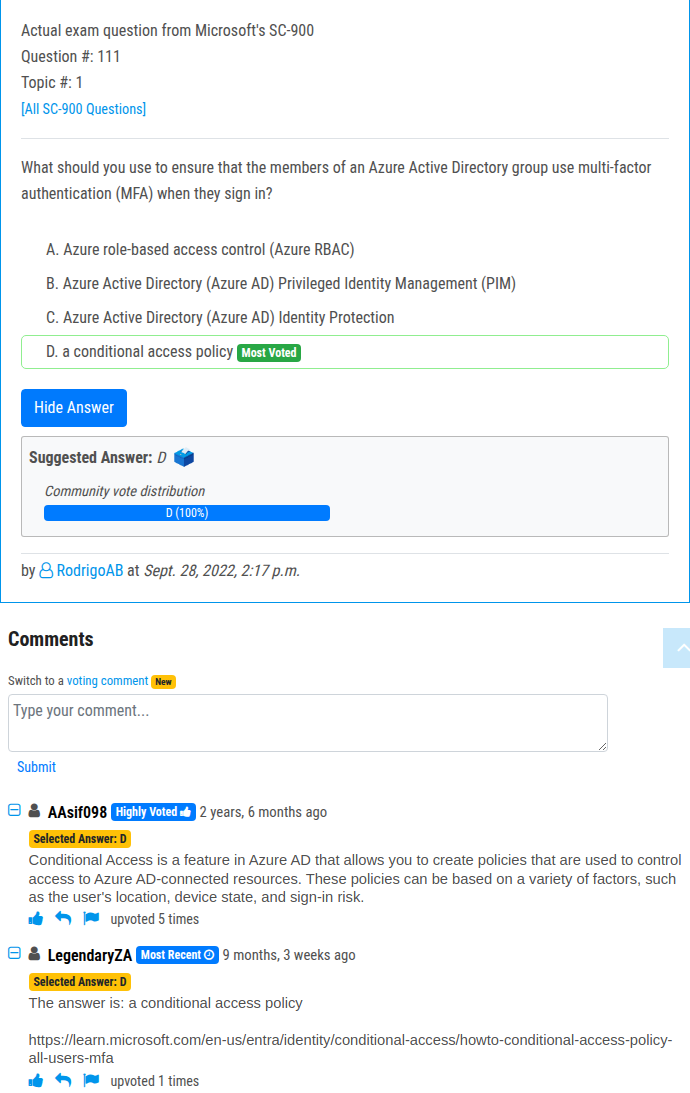 Actual exam question from Microsoft's SC-900
Question #: 111
Topic #: 1
[All SC-900 Questions]
What should you use to ensure that the members of an Azure Active Directory group use multi-factor
authentication (MFA) when they sign in?
A. Azure role-based access control (Azure RBAC)
B. Azure Active Directory (Azure AD) Privileged Identity Management (PIM)
C. Azure Active Directory (Azure AD) Identity Protection
D. a conditional access policy Most Voted
Hide Answer
Suggested Answer: D
Community vote distribution
D (100%)
by RodrigoAB at Sept. 28, 2022, 2:17 p.m.
Comments
Switch to a voting comment New
Type your comment...
Submit
AAsif098 Highly Voted 2 years, 6 months ago
Selected Answer: D
Conditional Access is a feature in Azure AD that allows you to create policies that are used to control
access to Azure AD-connected resources. These policies can be based on a variety of factors, such
as the user's location, device state, and sign-in risk.
upvoted 5 times
LegendaryZA Most Recent 9 months, 3 weeks ago
Selected Answer: D
The answer is: a conditional access policy
https://learn.microsoft.com/en-us/entra/identity/conditional-access/howto-conditional-access-policy-
all-users-mfa
upvoted 1 times